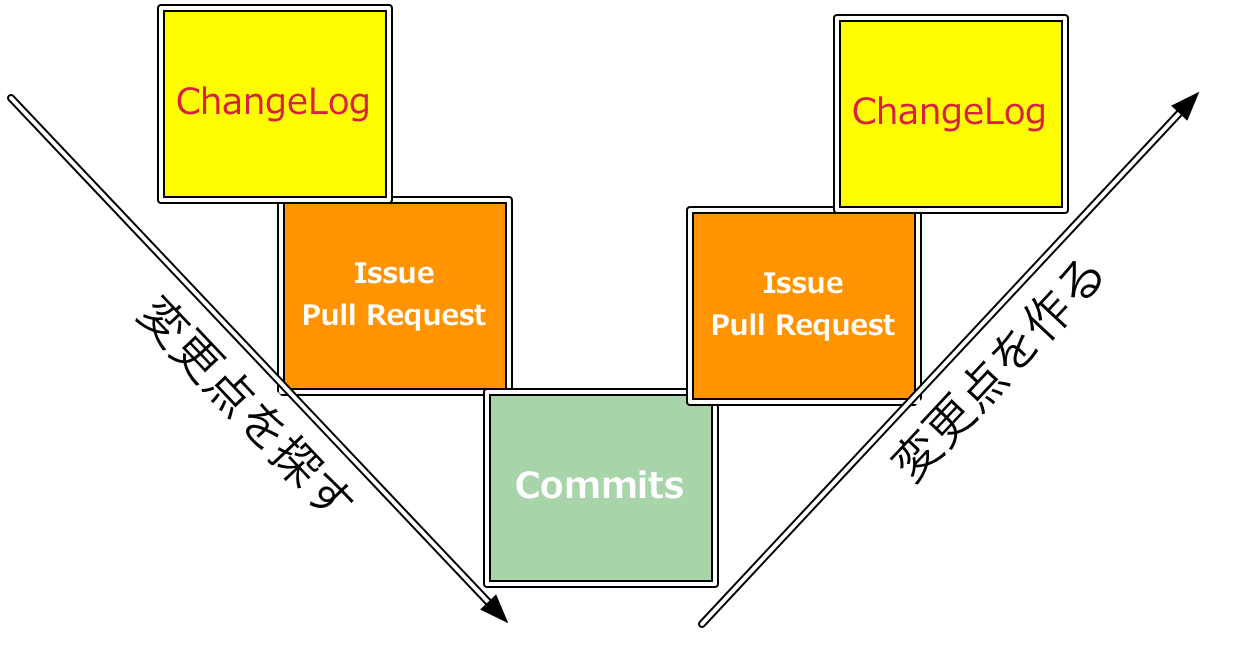 ChangeLog
Issue
Pull Request
変更点を探す
Commits
ChangeLog
Issue
Pull Request
変更点を作る